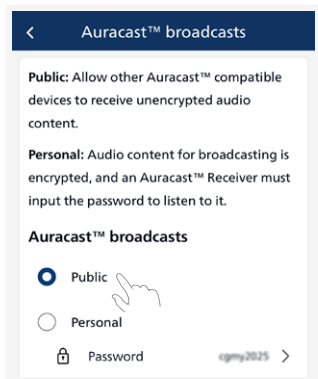 Auracast™ broadcasts
Public: Allow other Auracast™ compatible
devices to receive unencrypted audio
content.
Personal: Audio content for broadcasting is
encrypted, and an Auracast™ Receiver must
input the password to listen to it.
Auracast™ broadcasts
Public
Personal
Password